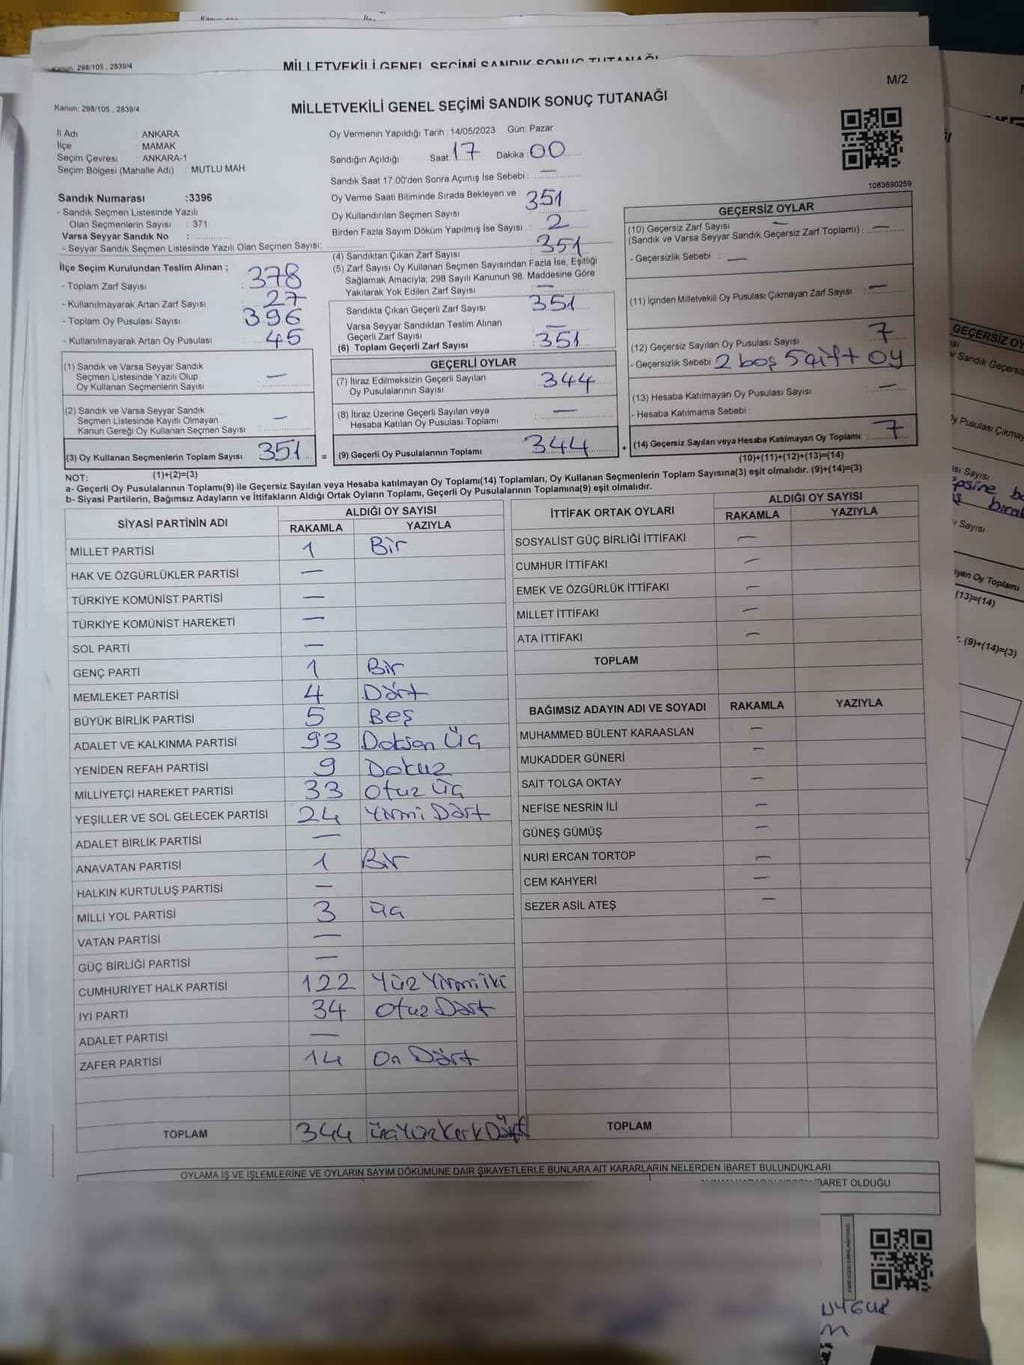 MİLLETVEKİLİ GENEL SEÇİMİ SANDIK SONUÇ TUTANAĞI
Kanun: 298/105 , 2839/4
M/2
Kanun: 298/105 , 2839/4
MİLLETVEKİLİ GENEL SEÇİMİ SANDIK SONUÇ TUTANAĞI
İl Adı : ANKARA
İlçe : MAMAK
Seçim Çevresi : ANKARA-1
Seçim Bölgesi (Mahalle Adı) : MUTLU MAH.
Oy Vermenin Yapıldığı Tarih : 14/05/2023 Gün: Pazar
Sandığın Açıldığı Saat 17 Dakika 00
Sandık Saat 17:00'den Sonra Açılmış İse Sebebi : —
Oy Verme Saati Bitiminde Sırada Bekleyen ve
Oy Kullandırılan Seçmen Sayısı 351
Birden Fazla Sayım Döküm Yapılmış İse Sayısı 2
1083690259
Sandık Numarası :3396
- Sandık Seçmen Listesinde Yazılı
Olan Seçmenlerin Sayısı : 371
Varsa Seyyar Sandık No :
- Seyyar Sandık Seçmen Listesinde Yazılı Olan Seçmen Sayısı:
İlçe Seçim Kurulundan Teslim Alınan ;
- Toplam Zarf Sayısı : 378
- Kullanılmayarak Artan Zarf Sayısı : 27
- Toplam Oy Pusulası Sayısı : 396
- Kullanılmayarak Artan Oy Pusulası : 45
(1) Sandık ve Varsa Seyyar Sandık
Seçmen Listesinde Yazılı Olup
Oy Kullanan Seçmenlerin Sayısı —
(2) Sandık ve Varsa Seyyar Sandık
Seçmen Listesinde Kayıtlı Olmayan
Kanun Gereği Oy Kullanan Seçmen Sayısı —
(3) Oy Kullanan Seçmenlerin Toplam Sayısı 351
(1)+(2)=(3)
(4) Sandıktan Çıkan Zarf Sayısı 351
(5) Zarf Sayısı Oy Kullanan Seçmen Sayısından Fazla İse, Eşitliği
Sağlamak Amacıyla; 298 Sayılı Kanunun 98. Maddesine Göre
Yakılarak Yok Edilen Zarf Sayısı —
Sandıkta Çıkan Geçerli Zarf Sayısı 351
Varsa Seyyar Sandıktan Teslim Alınan
Geçerli Zarf Sayısı —
(6) Toplam Geçerli Zarf Sayısı 351
GEÇERLİ OYLAR
(7) İtiraz Edilmeksizin Geçerli Sayılan
Oy Pusulalarının Sayısı 344
(8) İtiraz Üzerine Geçerli Sayılan veya
Hesaba Katılan Oy Pusulası Toplamı —
= (9) Geçerli Oy Pusulalarının Toplamı 344 +
GEÇERSİZ OYLAR
(10) Geçersiz Zarf Sayısı —
(Sandık ve Varsa Seyyar Sandık Geçersiz Zarf Toplamı) : —
- Geçersizlik Sebebi : —
(11) İçinden Milletvekili Oy Pusulası Çıkmayan Zarf Sayısı —
(12) Geçersiz Sayılan Oy Pusulası Sayısı 7
- Geçersizlik Sebebi 2 boş 5 çift oy
(13) Hesaba Katılmayan Oy Pusulası Sayısı —
- Hesaba Katılmama Sebebi :
(14) Geçersiz Sayılan veya Hesaba Katılmayan Oy Toplamı 7
(10)+(11)+(12)+(13)=(14)
NOT:
a- Geçerli Oy Pusulalarının Toplamı(9) ile Geçersiz Sayılan veya Hesaba Katılmayan Oy Toplamı(14) Toplamları, Oy Kullanan Seçmenlerin Toplam Sayısına(3) eşit olmalıdır. (9)+(14)=(3)
b- Siyasi Partilerin, Bağımsız Adayların ve İttifakların Aldığı Ortak Oyların Toplamı, Geçerli Oy Pusulalarının Toplamına(9) eşit olmalıdır.
SİYASİ PARTİNİN ADI ALDIĞI OY SAYISI
RAKAMLA YAZIYLA
MİLLET PARTİSİ 1 Bir
HAK VE ÖZGÜRLÜKLER PARTİSİ —
TÜRKİYE KOMÜNİST PARTİSİ —
TÜRKİYE KOMÜNİST HAREKETİ —
SOL PARTİ —
GENÇ PARTİ 1 Bir
MEMLEKET PARTİSİ 4 Dört
BÜYÜK BİRLİK PARTİSİ 5 Beş
ADALET VE KALKINMA PARTİSİ 93 Doksan Üç
YENİDEN REFAH PARTİSİ 9 Dokuz
MİLLİYETÇİ HAREKET PARTİSİ 33 Otuz Üç
YEŞİLLER VE SOL GELECEK PARTİSİ 24 Yirmi Dört
ADALET BİRLİK PARTİSİ —
ANAVATAN PARTİSİ 1 Bir
HALKIN KURTULUŞ PARTİSİ —
MİLLİ YOL PARTİSİ 3 üç
VATAN PARTİSİ —
GÜÇ BİRLİĞİ PARTİSİ —
CUMHURİYET HALK PARTİSİ 122 Yüz Yirmi iki
İYİ PARTİ 34 Otuz Dört
ADALET PARTİSİ —
ZAFER PARTİSİ 14 On Dört
TOPLAM 344 üçYüz Kırk Dört
İTTİFAK ORTAK OYLARI ALDIĞI OY SAYISI
RAKAMLA YAZIYLA
SOSYALİST GÜÇ BİRLİĞİ İTTİFAKI —
CUMHUR İTTİFAKI —
EMEK VE ÖZGÜRLÜK İTTİFAKI —
MİLLET İTTİFAKI —
ATA İTTİFAKI —
TOPLAM
BAĞIMSIZ ADAYIN ADI VE SOYADI RAKAMLA YAZIYLA
MUHAMMED BÜLENT KARAASLAN —
MUKADDER GÜNERİ —
SAİT TOLGA OKTAY —
NEFİSE NESRİN İLİ —
GÜNEŞ GÜMÜŞ —
NURİ ERCAN TORTOP —
CEM KAHYERİ —
SEZER ASİL ATEŞ —
TOPLAM
OYLAMA İŞ VE İŞLEMLERİNE VE OYLARIN SAYIM DÖKÜMÜNE DAİR ŞİKAYETLERLE BUNLARA AİT KARARLARIN NELERDEN İBARET BULUNDUKLARI
İBARET OLDUĞU
GEÇERSİZ OY
Oy Toplamı
(13)=(14)
(9)+(14)=(3)